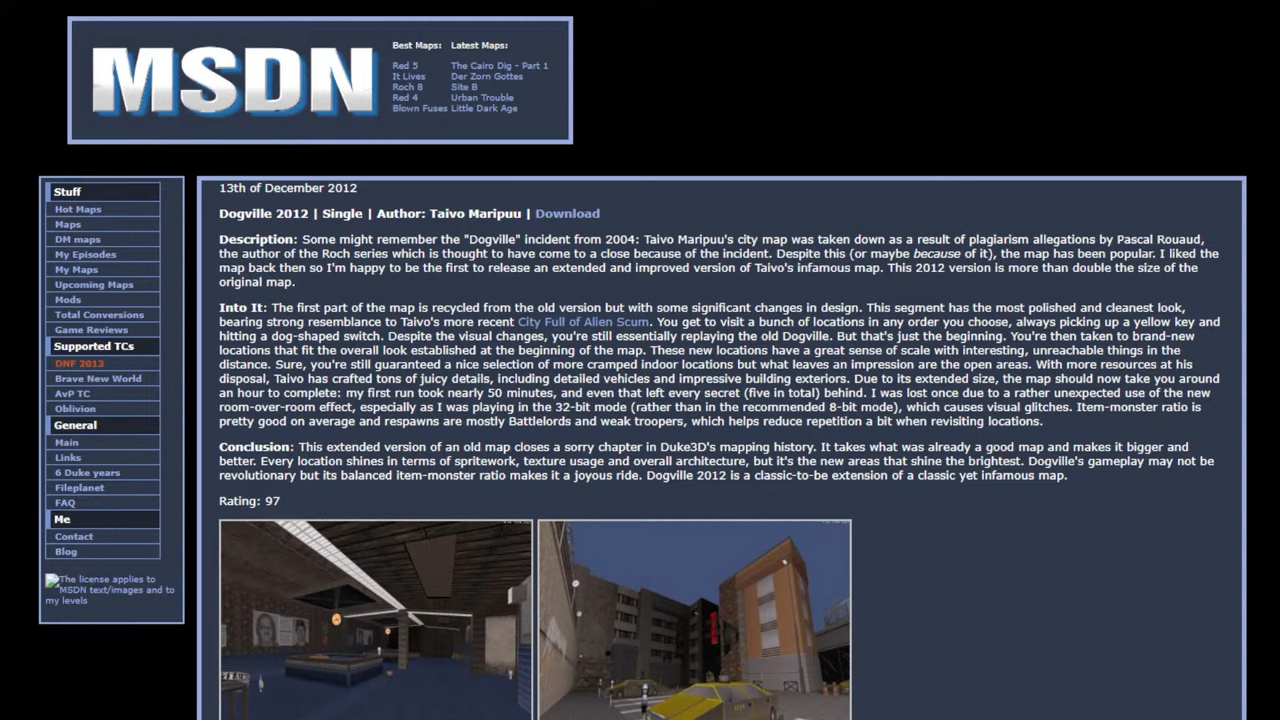 MSDN
Best Maps: Latest Maps:
Red 5 The Cairo Dig - Part 1
It Lives Der Zorn Gottes
Roch 8 Site B
Red 4 Urban Trouble
Blown Fuses Little Dark Age
Stuff
Hot Maps
Maps
DM maps
My Episodes
My Maps
Upcoming Maps
Mods
Total Conversions
Game Reviews
Supported TCs
DNF 2013
Brave New World
AvP TC
Oblivion
General
Main
Links
6 Duke years
Fileplanet
FAQ
Me
Contact
Blog
The license applies to
MSDN text/images and to
my levels
13th of December 2012
Dogville 2012 | Single | Author: Taivo Maripuu | Download
Description: Some might remember the "Dogville" incident from 2004: Taivo Maripuu's city map was taken down as a result of plagiarism allegations by Pascal Rouaud,
the author of the Roch series which is thought to have come to a close because of the incident. Despite this (or maybe because of it), the map has been popular. I liked the
map back then so I'm happy to be the first to release an extended and improved version of Taivo's infamous map. This 2012 version is more than double the size of the
original map.
Into It: The first part of the map is recycled from the old version but with some significant changes in design. This segment has the most polished and cleanest look,
bearing strong resemblance to Taivo's more recent City Full of Alien Scum. You get to visit a bunch of locations in any order you choose, always picking up a yellow key and
hitting a dog-shaped switch. Despite the visual changes, you're still essentially replaying the old Dogville. But that's just the beginning. You're then taken to brand-new
locations that fit the overall look established at the beginning of the map. These new locations have a great sense of scale with interesting, unreachable things in the
distance. Sure, you're still guaranteed a nice selection of more cramped indoor locations but what leaves an impression are the open areas. With more resources at his
disposal, Taivo has crafted tons of juicy details, including detailed vehicles and impressive building exteriors. Due to its extended size, the map should now take you around
an hour to complete: my first run took nearly 50 minutes, and even that left every secret (five in total) behind. I was lost once due to a rather unexpected use of the new
room-over-room effect, especially as I was playing in the 32-bit mode (rather than in the recommended 8-bit mode), which causes visual glitches. Item-monster ratio is
pretty good on average and respawns are mostly Battlelords and weak troopers, which helps reduce repetition a bit when revisiting locations.
Conclusion: This extended version of an old map closes a sorry chapter in Duke3D's mapping history. It takes what was already a good map and makes it bigger and
better. Every location shines in terms of spritework, texture usage and overall architecture, but it's the new areas that shine the brightest. Dogville's gameplay may not be
revolutionary but its balanced item-monster ratio makes it a joyous ride. Dogville 2012 is a classic-to-be extension of a classic yet infamous map.
Rating: 97